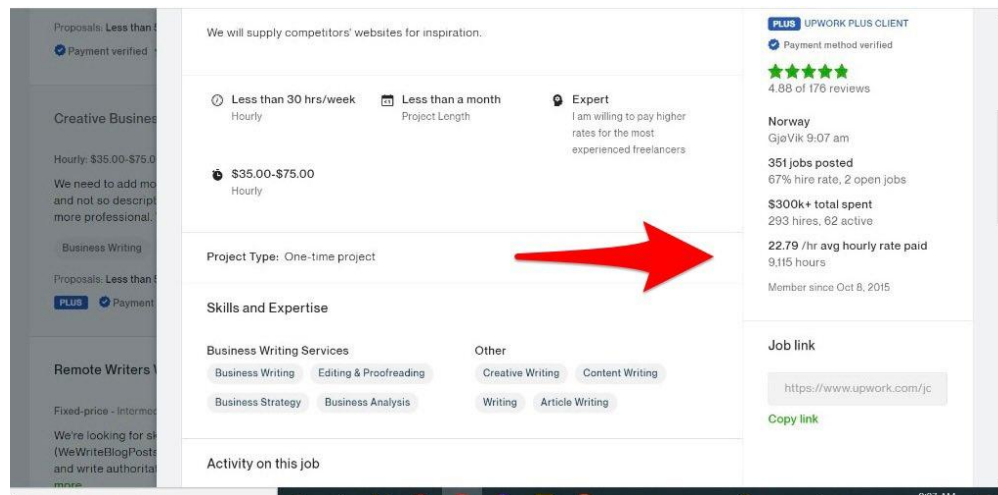 Proposals: Less than
Payment verified
Creative Busines
Hourly: $35.00-$75.0
We need to add mo
and not so descript
more professional.
Business Writing
Proposals: Less than
PLUS Payment
Remote Writers
Fixed-price - Intermed
We're looking for sk
(WeWriteBlogPosts
and write authoritat
more
We will supply competitors' websites for inspiration.
Less than 30 hrs/week
Hourly
Less than a month
Project Length
Expert
I am willing to pay higher
rates for the most
experienced freelancers
$35.00-$75.00
Hourly
Project Type: One-time project
Skills and Expertise
Business Writing Services
Business Writing Editing & Proofreading
Business Strategy Business Analysis
Other
Creative Writing Content Writing
Writing Article Writing
Activity on this job
PLUS UPWORK PLUS CLIENT
Payment method verified
4.88 of 176 reviews
Norway
GjøVik 9:07 am
351 jobs posted
67% hire rate, 2 open jobs
$300k+ total spent
293 hires, 62 active
22.79 /hr avg hourly rate paid
9,115 hours
Member since Oct 8, 2015
Job link
https://www.upwork.com/jc
Copy link